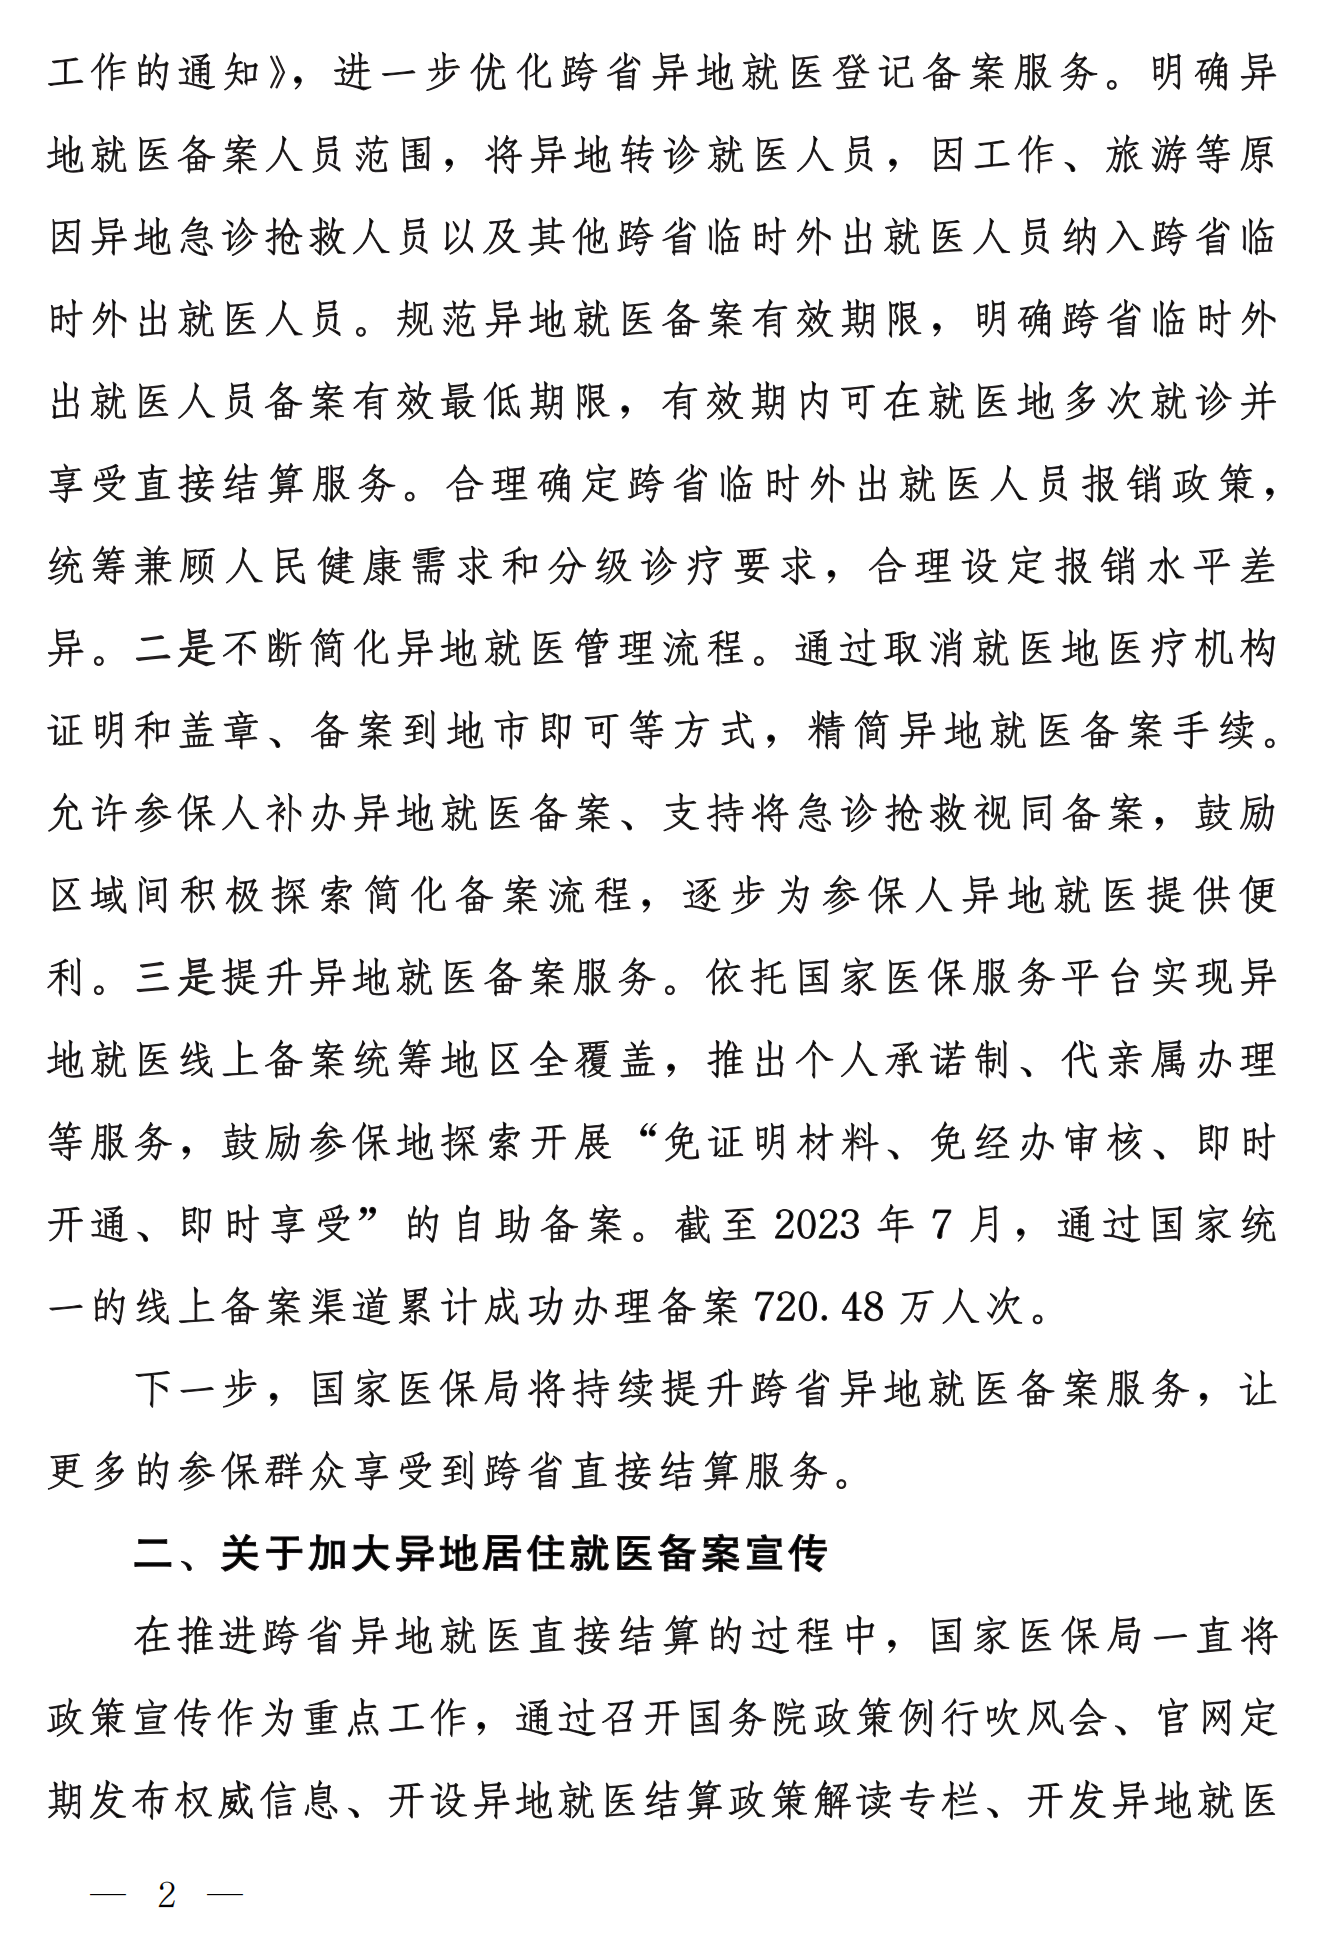 工作的通知》，进一步优化跨省异地就医登记备案服务。明确异
地就医备案人员范围，将异地转诊就医人员，因工作、旅游等原
因异地急诊抢救人员以及其他跨省临时外出就医人员纳入跨省临
时外出就医人员。规范异地就医备案有效期限，明确跨省临时外
出就医人员备案有效最低期限，有效期内可在就医地多次就诊并
享受直接结算服务。合理确定跨省临时外出就医人员报销政策，
统筹兼顾人民健康需求和分级诊疗要求，合理设定报销水平差
异。二是不断简化异地就医管理流程。通过取消就医地医疗机构
证明和盖章、备案到地市即可等方式，精简异地就医备案手续。
允许参保人补办异地就医备案、支持将急诊抢救视同备案，鼓励
区域间积极探索简化备案流程，逐步为参保人异地就医提供便
利。三是提升异地就医备案服务。依托国家医保服务平台实现异
地就医线上备案统筹地区全覆盖，推出个人承诺制、代亲属办理
等服务，鼓励参保地探索开展“免证明材料、免经办审核、即时
开通、即时享受”的自助备案。截至 2023 年 7 月，通过国家统
一的线上备案渠道累计成功办理备案 720.48 万人次。
下一步，国家医保局将持续提升跨省异地就医备案服务，让
更多的参保群众享受到跨省直接结算服务。
二、关于加大异地居住就医备案宣传
在推进跨省异地就医直接结算的过程中，国家医保局一直将
政策宣传作为重点工作，通过召开国务院政策例行吹风会、官网定
期发布权威信息、开设异地就医结算政策解读专栏、开发异地就医
— 2 —